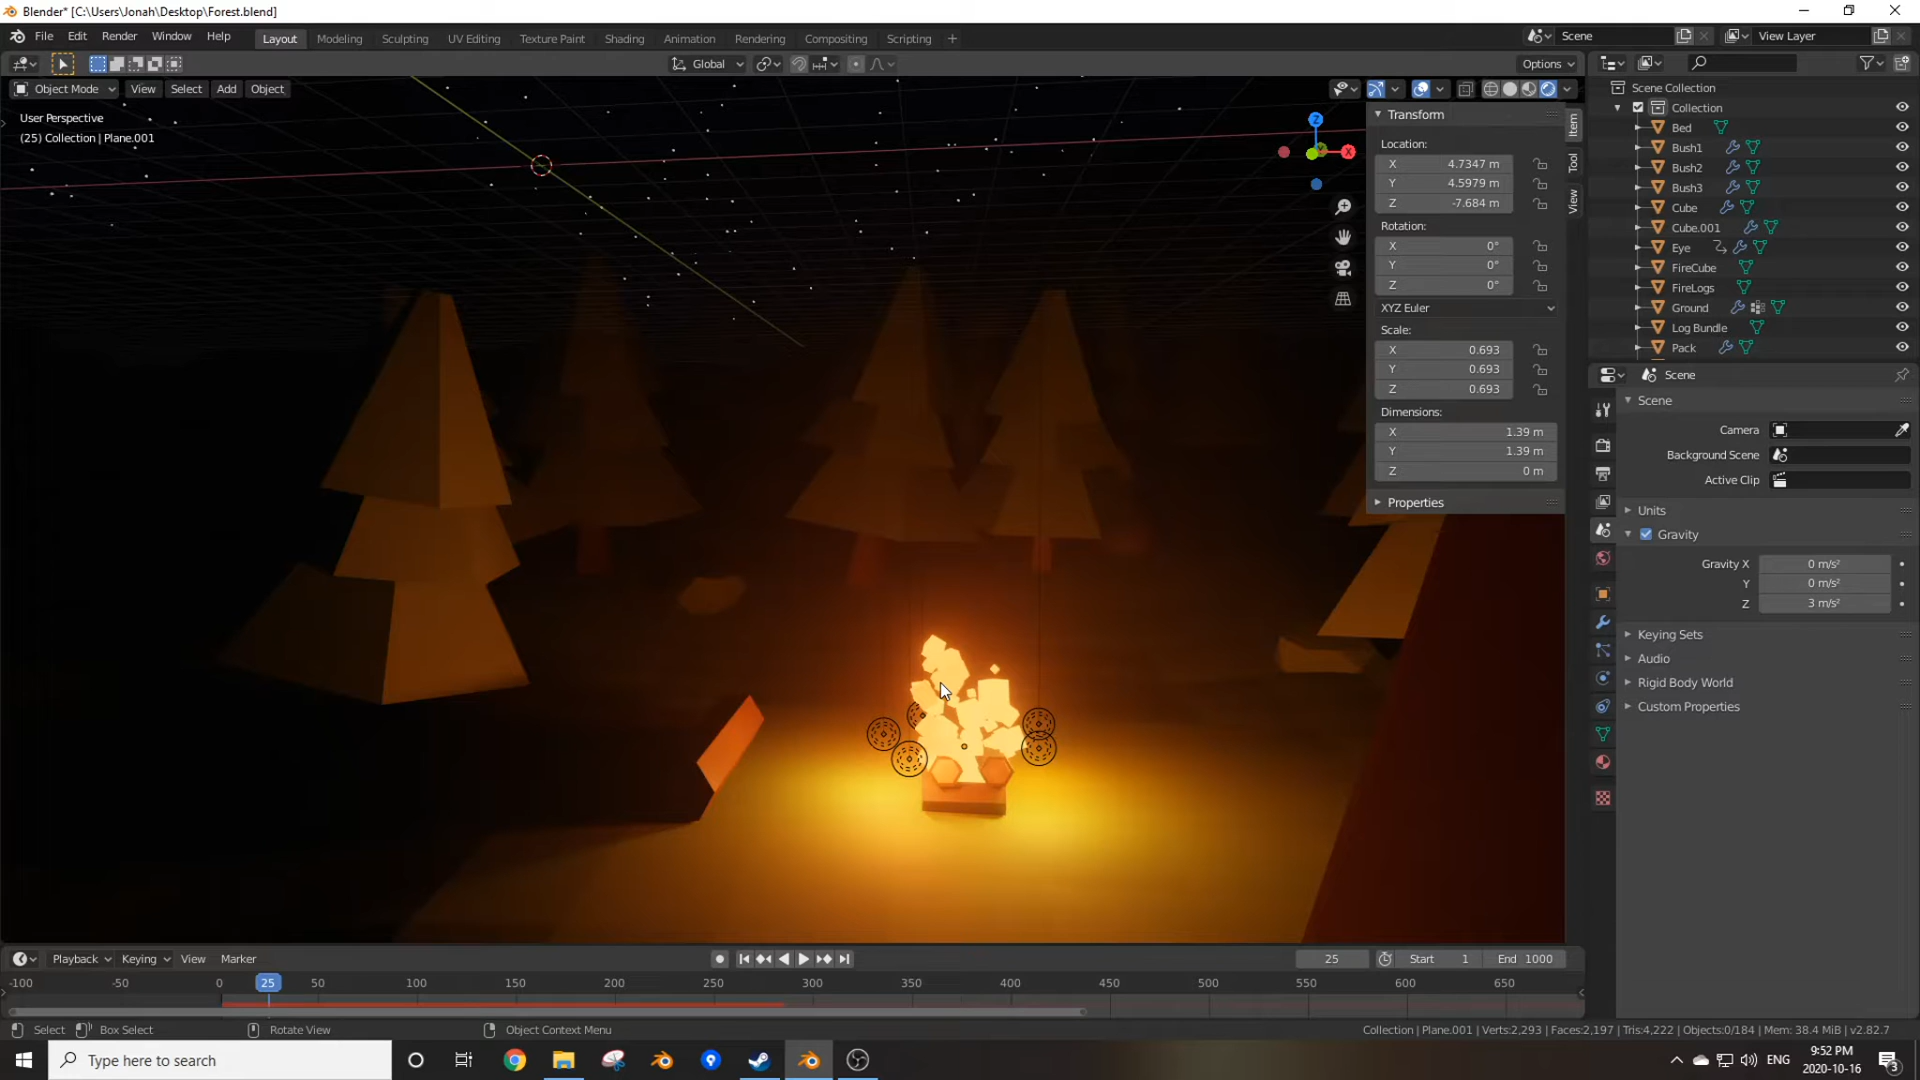 Blender* [C:\Users\Jonah\Desktop\Forest.blend]
File Edit Render Window Help Layout Modeling Sculpting UV Editing Texture Paint Shading Animation Rendering Compositing Scripting + Scene View Layer
Global Options
Object Mode View Select Add Object
User Perspective
(25) Collection | Plane.001
Transform
Location:
X 4.7347 m
Y 4.5979 m
Z -7.684 m
Rotation:
X 0°
Y 0°
Z 0°
XYZ Euler
Scale:
X 0.693
Y 0.693
Z 0.693
Dimensions:
X 1.39 m
Y 1.39 m
Z 0 m
Properties
Item
Tool
View
Z
X
Scene Collection
Collection
Bed
Bush1
Bush2
Bush3
Cube
Cube.001
Eye
FireCube
FireLogs
Ground
Log Bundle
Pack
Scene
Scene
Camera
Background Scene
Active Clip
Units
Gravity
Gravity X 0 m/s²
Y 0 m/s²
Z 3 m/s²
Keying Sets
Audio
Rigid Body World
Custom Properties
Playback Keying View Marker 25 Start 1 End 1000
-100 -50 0 25 50 100 150 200 250 300 350 400 450 500 550 600 650
Select Box Select Rotate View Object Context Menu Collection | Plane.001 | Verts:2,293 | Faces:2,197 | Tris:4,222 | Objects:0/184 | Mem: 38.4 MiB | v2.82.7
Type here to search ENG 9:52 PM
2020-10-16 3